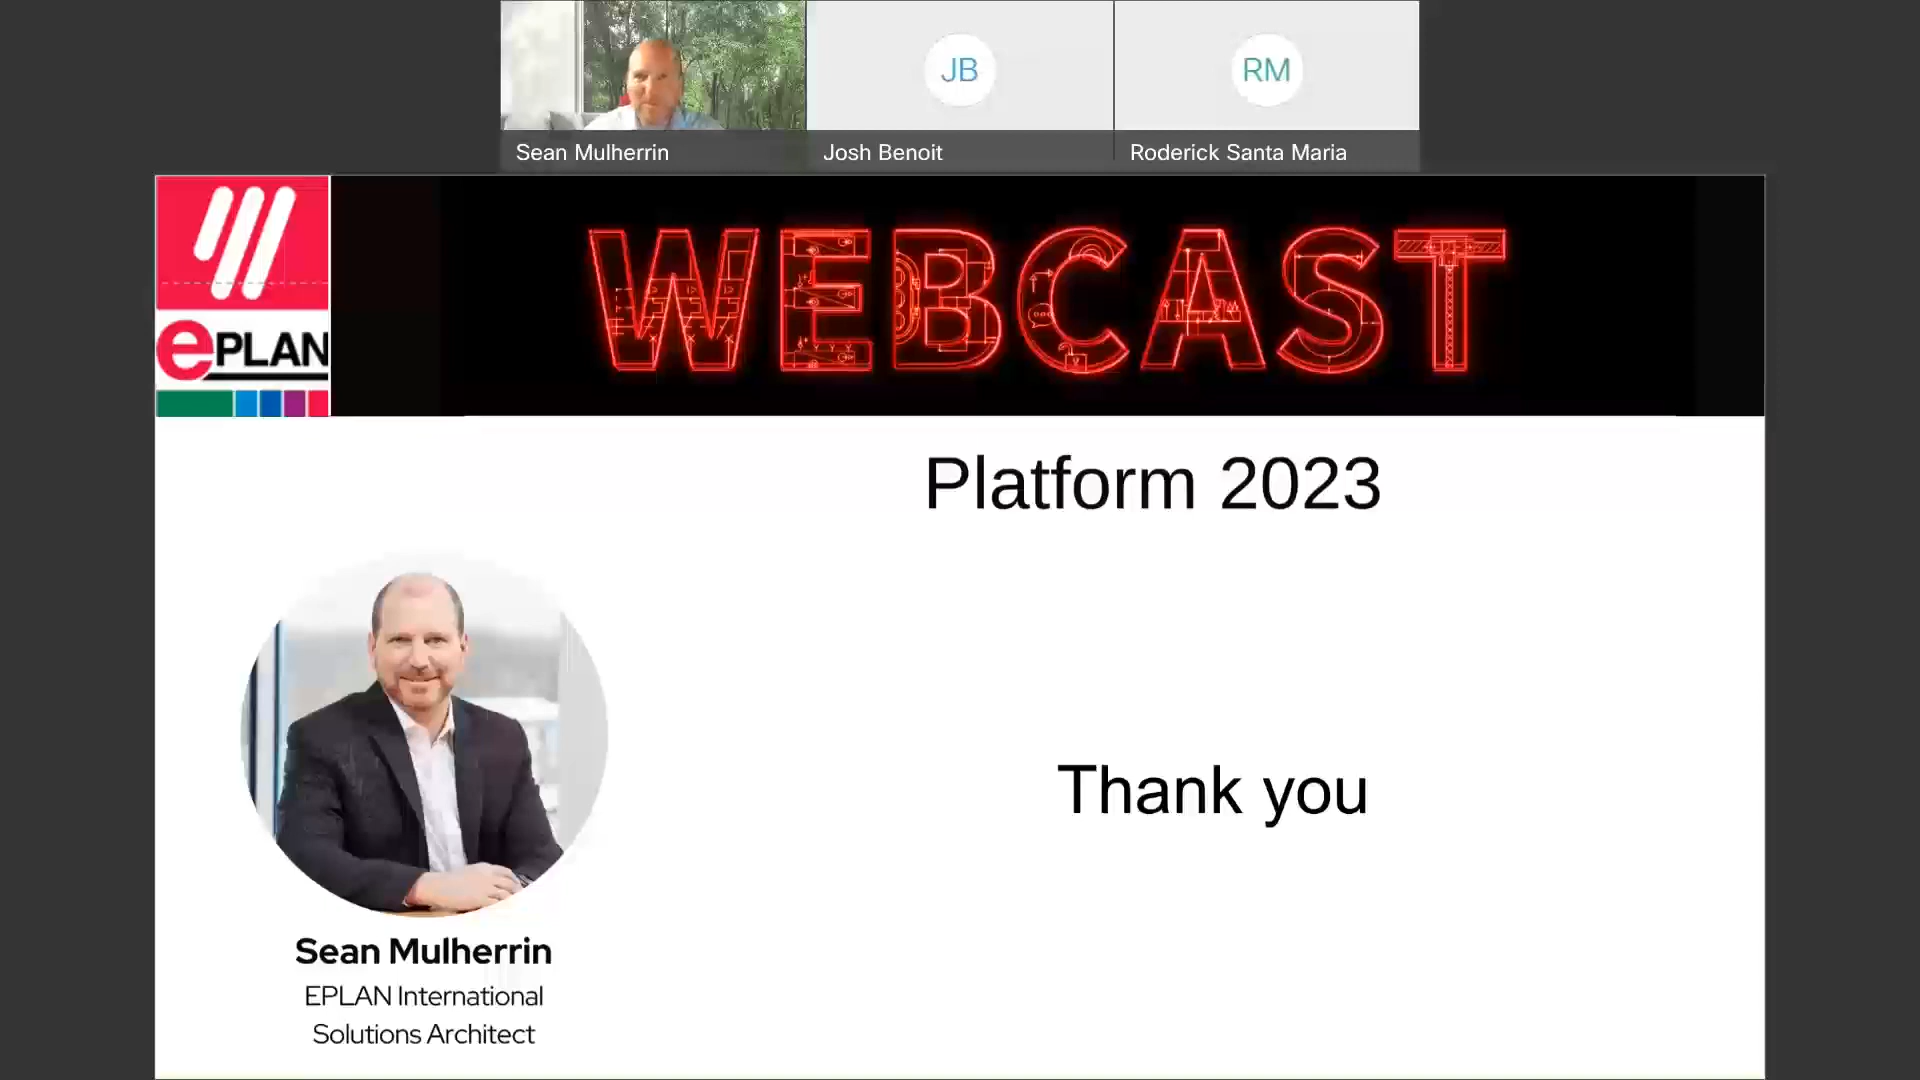 JB
RM
Sean Mulherrin
Josh Benoit
Roderick Santa Maria
WEBCAST
ePLAN
Platform 2023
Thank you
Sean Mulherrin
EPLAN International
Solutions Architect